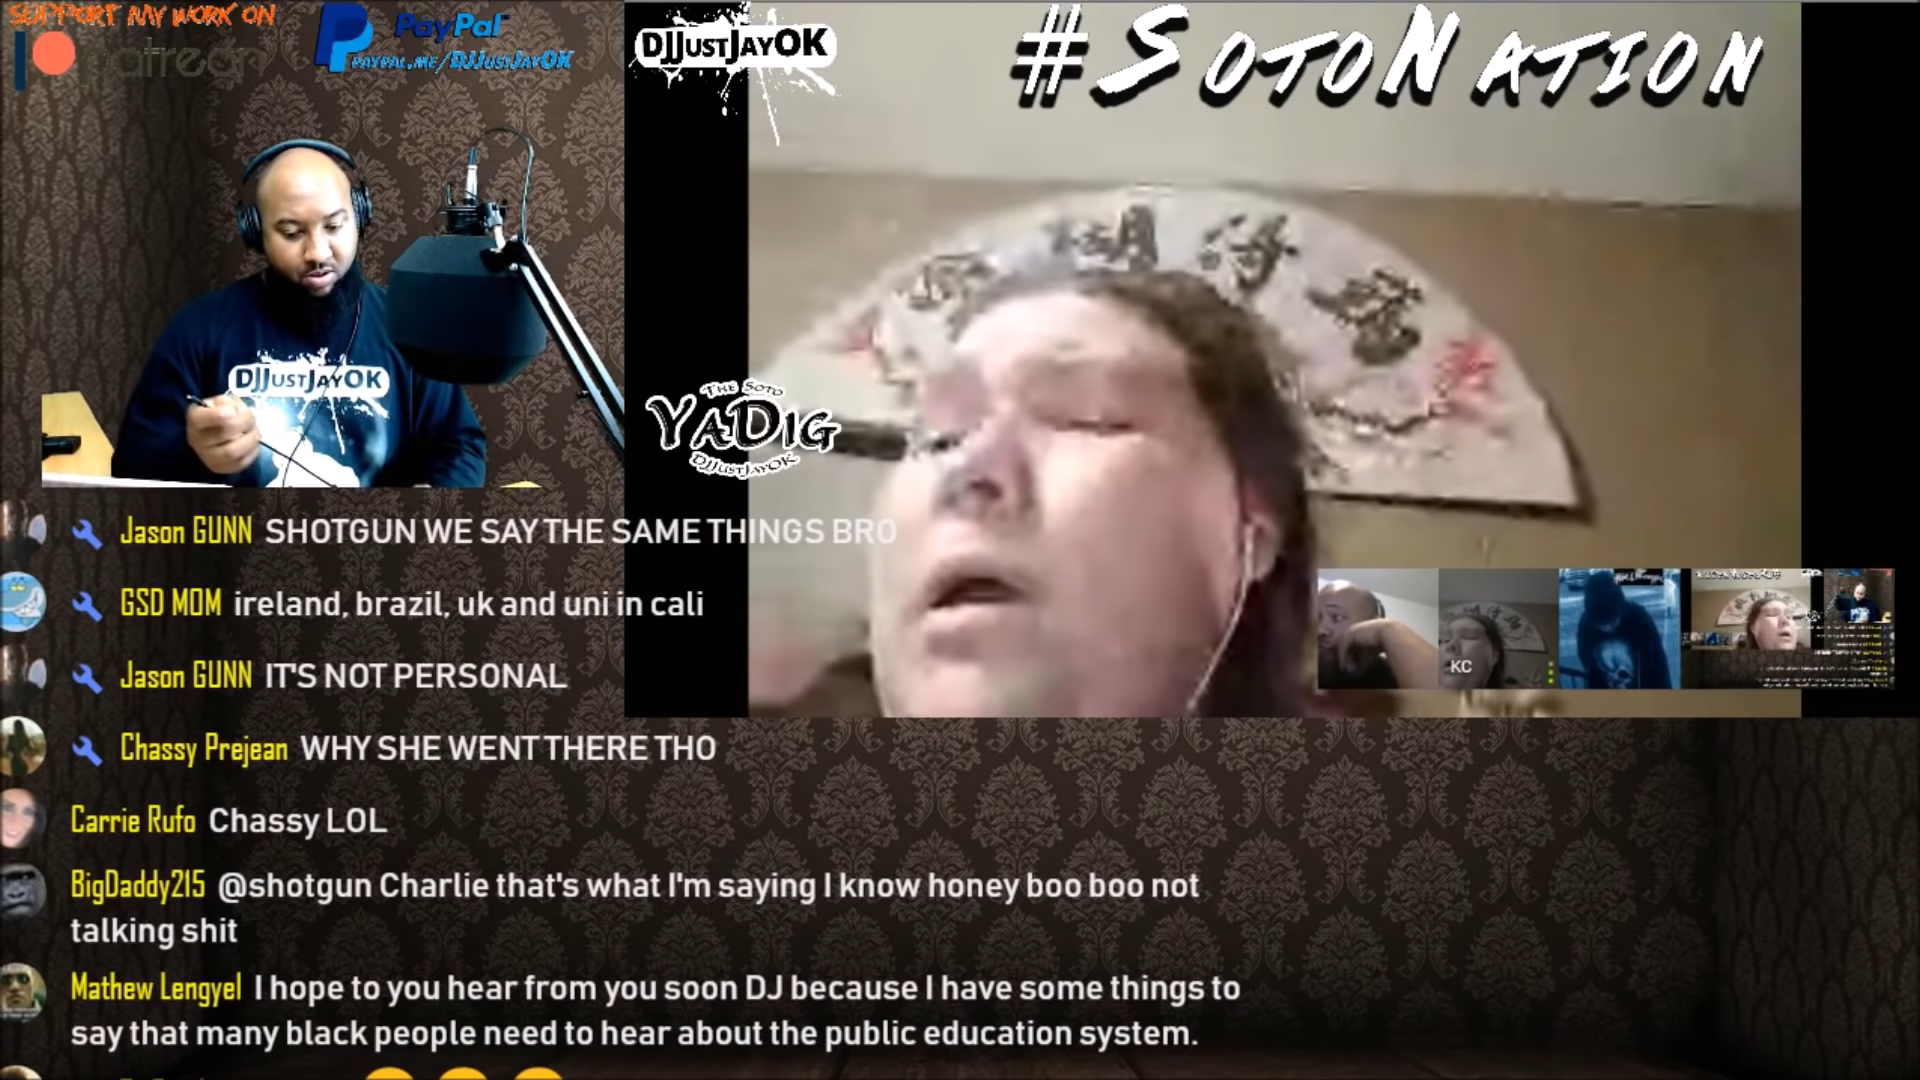 SUPPORT MY WORK ON
patreon
PayPal
PAYPAL.ME/DJJUSTJAYOK
DJJUSTJAYOK
#SOTONATION
DJJUSTJAYOK
THE SOTO
YADIG
DJJUSTJAYOK
Jason GUNN SHOTGUN WE SAY THE SAME THINGS BRO
GSD MOM ireland, brazil, uk and uni in cali
KC
Jason GUNN IT'S NOT PERSONAL
Chassy Prejean WHY SHE WENT THERE THO
Carrie Rufo Chassy LOL
BigDaddy215 @shotgun Charlie that's what I'm saying I know honey boo boo not
talking shit
Mathew Lengyel I hope to you hear from you soon DJ because I have some things to
say that many black people need to hear about the public education system.